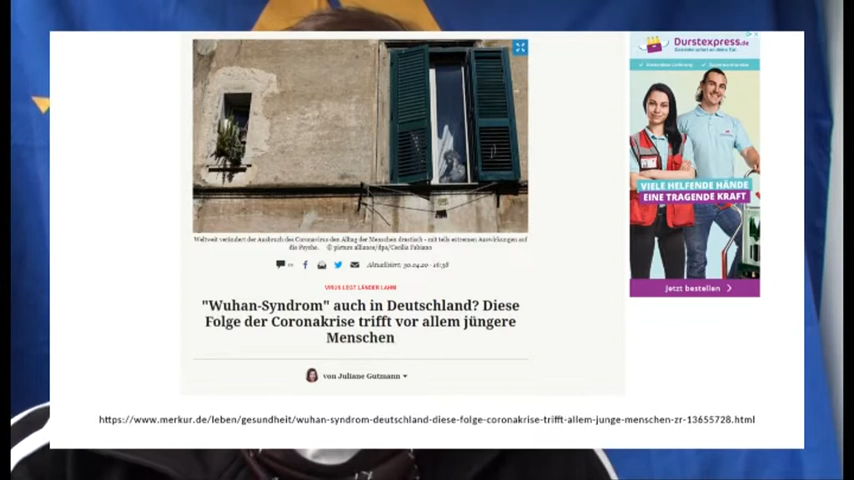 Durstexpress.de
Weltweit verändert der Ausbruch des Coronavirus den Alltag der Menschen drastisch - mit teils extremen Auswirkungen auf
die Psyche. © picture alliance/dpa/Cecilia Fabiano
Aktualisiert: 30.04.20 - 16:38
VIRUS LEGT LÄNDER LAHM
"Wuhan-Syndrom" auch in Deutschland? Diese
Folge der Coronakrise trifft vor allem jüngere
Menschen
von Juliane Gutmann
VIELE HELFENDE HÄNDE
EINE TRAGENDE KRAFT
Jetzt bestellen
https://www.merkur.de/leben/gesundheit/wuhan-syndrom-deutschland-diese-folge-coronakrise-trifft-allem-junge-menschen-zr-13655728.html